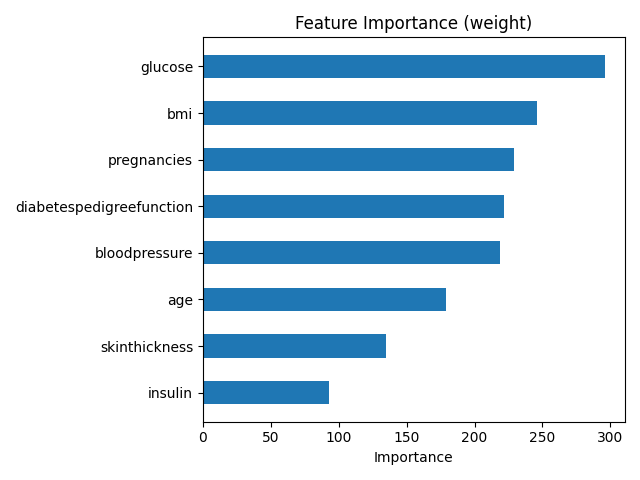 Feature Importance (weight)
glucose
bmi
pregnancies
diabetespedigreefunction
bloodpressure
age
skinthickness
insulin
0 50 100 150 200 250 300
Importance